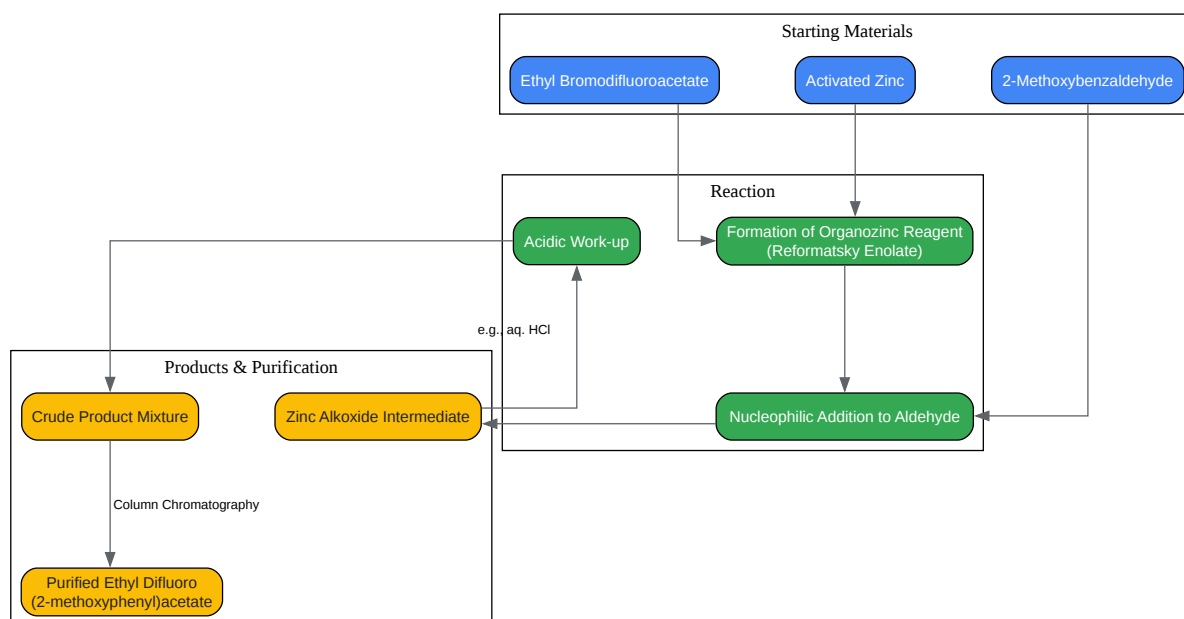 Starting Materials
Ethyl Bromodifluoroacetate
Activated Zinc
2-Methoxybenzaldehyde
Reaction
Acidic Work-up
Formation of Organozinc Reagent
(Reformatsky Enolate)
e.g., aq. HCl
Products & Purification
Crude Product Mixture
Zinc Alkoxide Intermediate
Nucleophilic Addition to Aldehyde
Column Chromatography
Purified Ethyl Difluoro
(2-methoxyphenyl)acetate